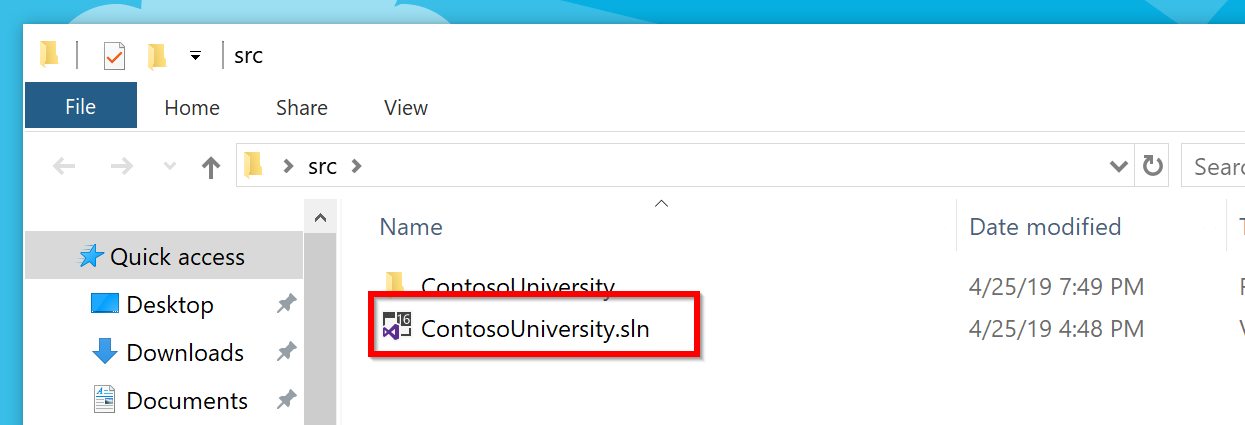 src
File Home Share View
src Searc
Name Date modified
Quick access
ContosoUniversity 4/25/19 7:49 PM
Desktop
16 ContosoUniversity.sln 4/25/19 4:48 PM
Downloads
Documents